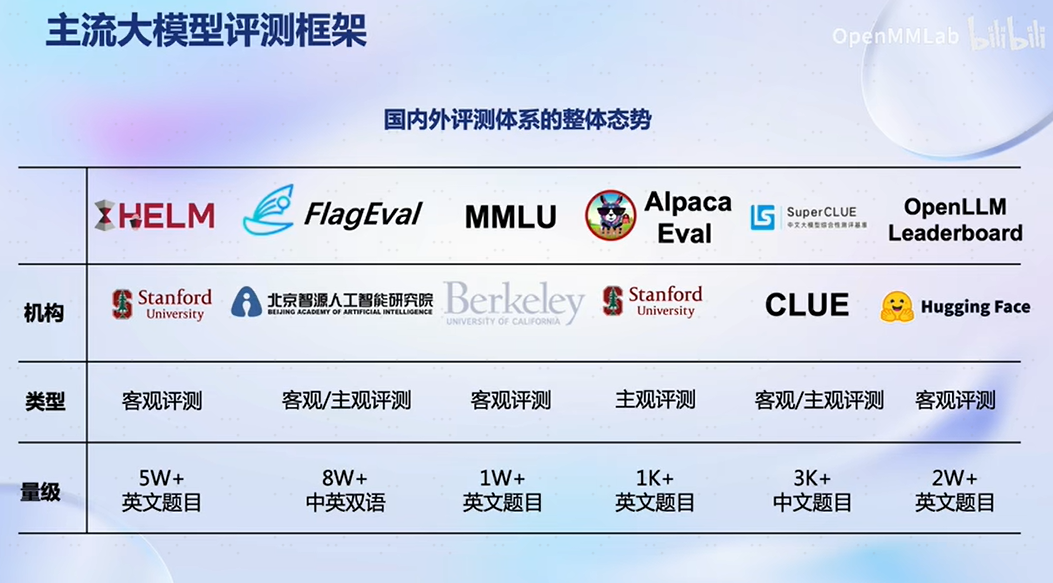 主流大模型评测框架
OpenMMLab bilibili
国内外评测体系的整体态势
HELM FlagEval MMLU Alpaca Eval SuperCLUE 中文大模型综合性测评基准 OpenLLM Leaderboard
机构 Stanford University 北京智源人工智能研究院 BEIJING ACADEMY OF ARTIFICIAL INTELLIGENCE Berkeley UNIVERSITY OF CALIFORNIA Stanford University CLUE Hugging Face
类型 客观评测 客观/主观评测 客观评测 主观评测 客观/主观评测 客观评测
量级 5W+ 英文题目 8W+ 中英双语 1W+ 英文题目 1K+ 英文题目 3K+ 中文题目 2W+ 英文题目